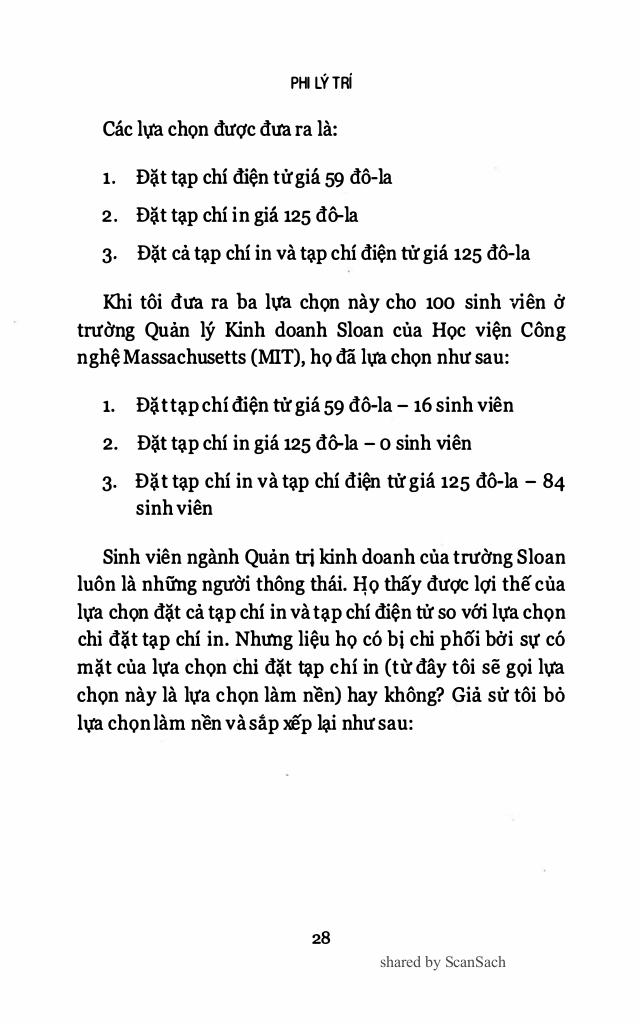 PHI LÝ TRÍ
Các lựa chọn được đưa ra là:
1. Đặt tạp chí điện tử giá 59 đô-la
2. Đặt tạp chí in giá 125 đô-la
3. Đặt cả tạp chí in và tạp chí điện tử giá 125 đô-la
Khi tôi đưa ra ba lựa chọn này cho 100 sinh viên ở
trường Quản lý Kinh doanh Sloan của Học viện Công
nghệ Massachusetts (MIT), họ đã lựa chọn như sau:
1. Đặt tạp chí điện tử giá 59 đô-la – 16 sinh viên
2. Đặt tạp chí in giá 125 đô-la – 0 sinh viên
3. Đặt tạp chí in và tạp chí điện tử giá 125 đô-la – 84
sinh viên
Sinh viên ngành Quản trị kinh doanh của trường Sloan
luôn là những người thông thái. Họ thấy được lợi thế của
lựa chọn đặt cả tạp chí in và tạp chí điện tử so với lựa chọn
chỉ đặt tạp chí in. Nhưng liệu họ có bị chi phối bởi sự có
mặt của lựa chọn chỉ đặt tạp chí in (từ đây tôi sẽ gọi lựa
chọn này là lựa chọn làm nền) hay không? Giả sử tôi bỏ
lựa chọn làm nền và sắp xếp lại như sau:
28
shared by ScanSach